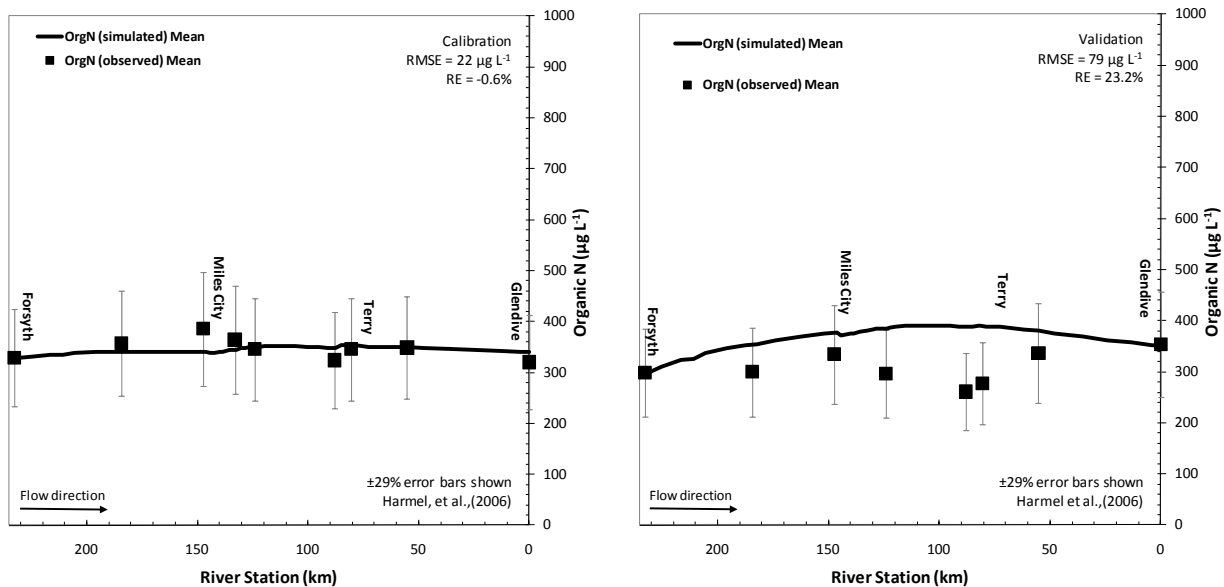 OrgN (simulated) Mean
OrgN (observed) Mean
Calibration
RMSE = 22 µg L-1
RE = -0.6%
Forsyth
Miles City
Terry
Glendive
Flow direction
±29% error bars shown
Harmel, et al.,(2006)
1000
900
800
700
600
500
400
300
200
100
0
Organic N (µg L-1)
200
150
100
50
0
River Station (km)
OrgN (simulated) Mean
OrgN (observed) Mean
Validation
RMSE = 79 µg L-1
RE = 23.2%
Forsyth
Miles City
Terry
Glendive
Flow direction
±29% error bars shown
Harmel et al.,(2006)
1000
900
800
700
600
500
400
300
200
100
0
Organic N (µg L-1)
200
150
100
50
0
River Station (km)